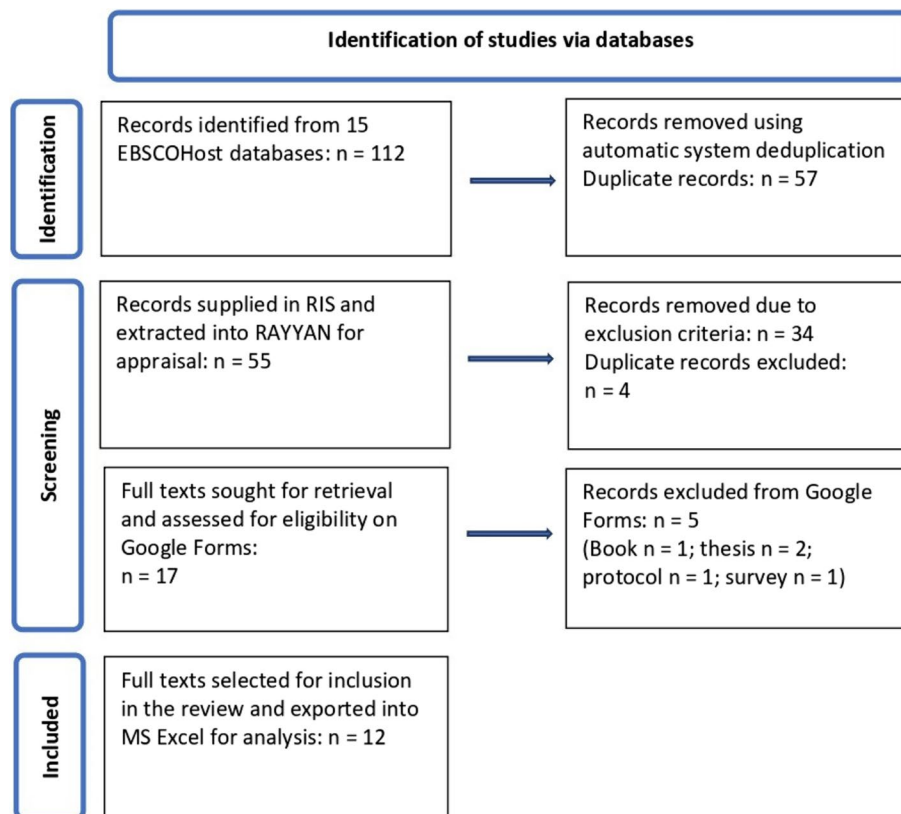 Identification of studies via databases
Identification
Records identified from 15
EBSCOHost databases: n = 112
Records removed using
automatic system deduplication
Duplicate records: n = 57
Screening
Records supplied in RIS and
extracted into RAYYAN for
appraisal: n = 55
Records removed due to
exclusion criteria: n = 34
Duplicate records excluded:
n = 4
Full texts sought for retrieval
and assessed for eligibility on
Google Forms:
n = 17
Records excluded from Google
Forms: n = 5
(Book n = 1; thesis n = 2;
protocol n = 1; survey n = 1)
Included
Full texts selected for inclusion
in the review and exported into
MS Excel for analysis: n = 12